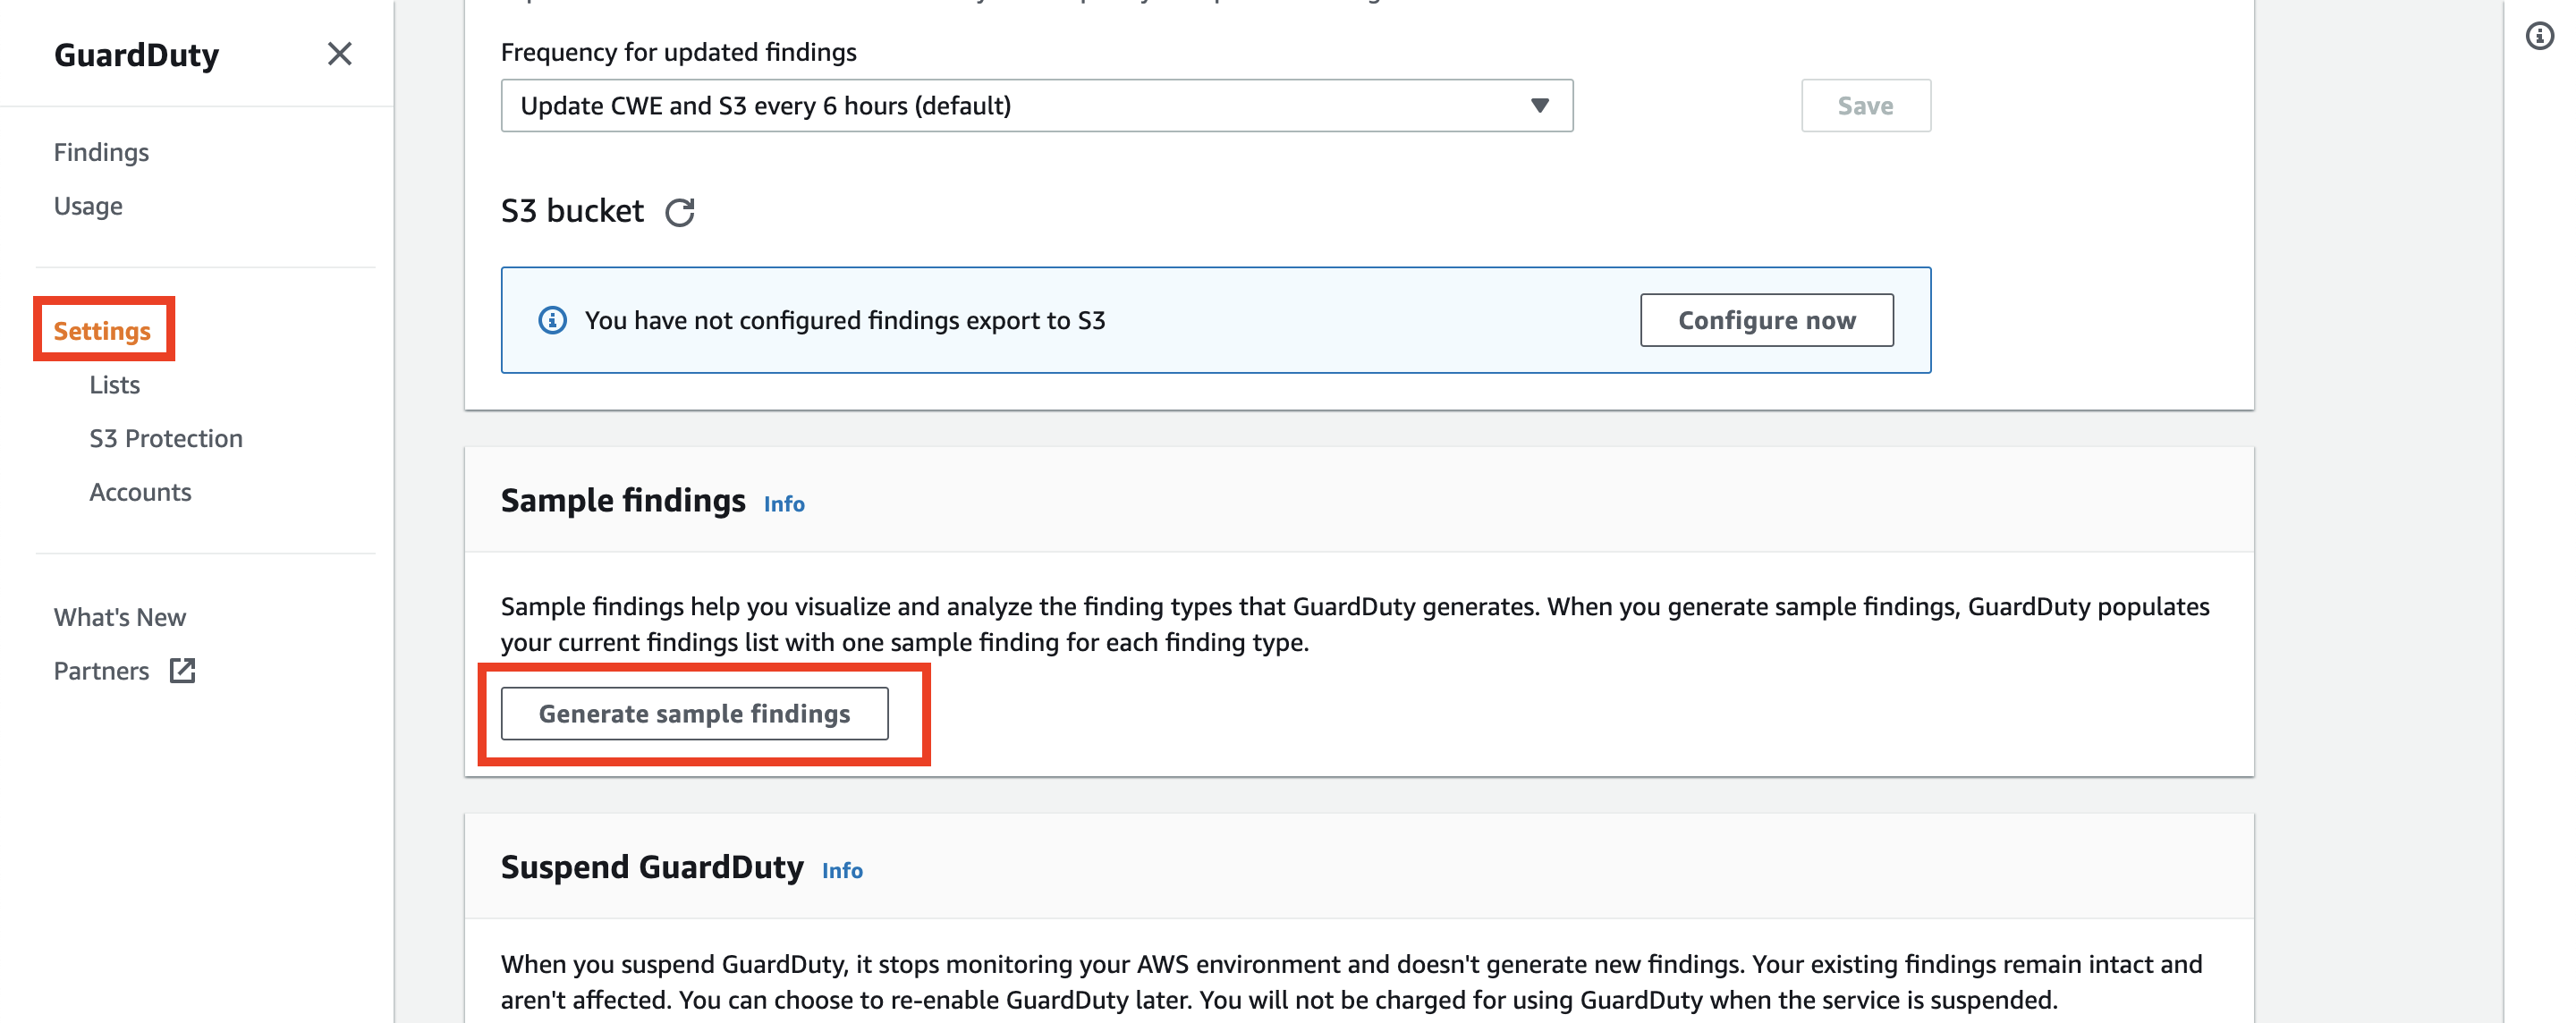 GuardDuty
Findings
Usage
Settings
Lists
S3 Protection
Accounts
What's New
Partners
Frequency for updated findings
Update CWE and S3 every 6 hours (default)
Save
S3 bucket
You have not configured findings export to S3
Configure now
Sample findings Info
Sample findings help you visualize and analyze the finding types that GuardDuty generates. When you generate sample findings, GuardDuty populates
your current findings list with one sample finding for each finding type.
Generate sample findings
Suspend GuardDuty Info
When you suspend GuardDuty, it stops monitoring your AWS environment and doesn't generate new findings. Your existing findings remain intact and
aren't affected. You can choose to re-enable GuardDuty later. You will not be charged for using GuardDuty when the service is suspended.